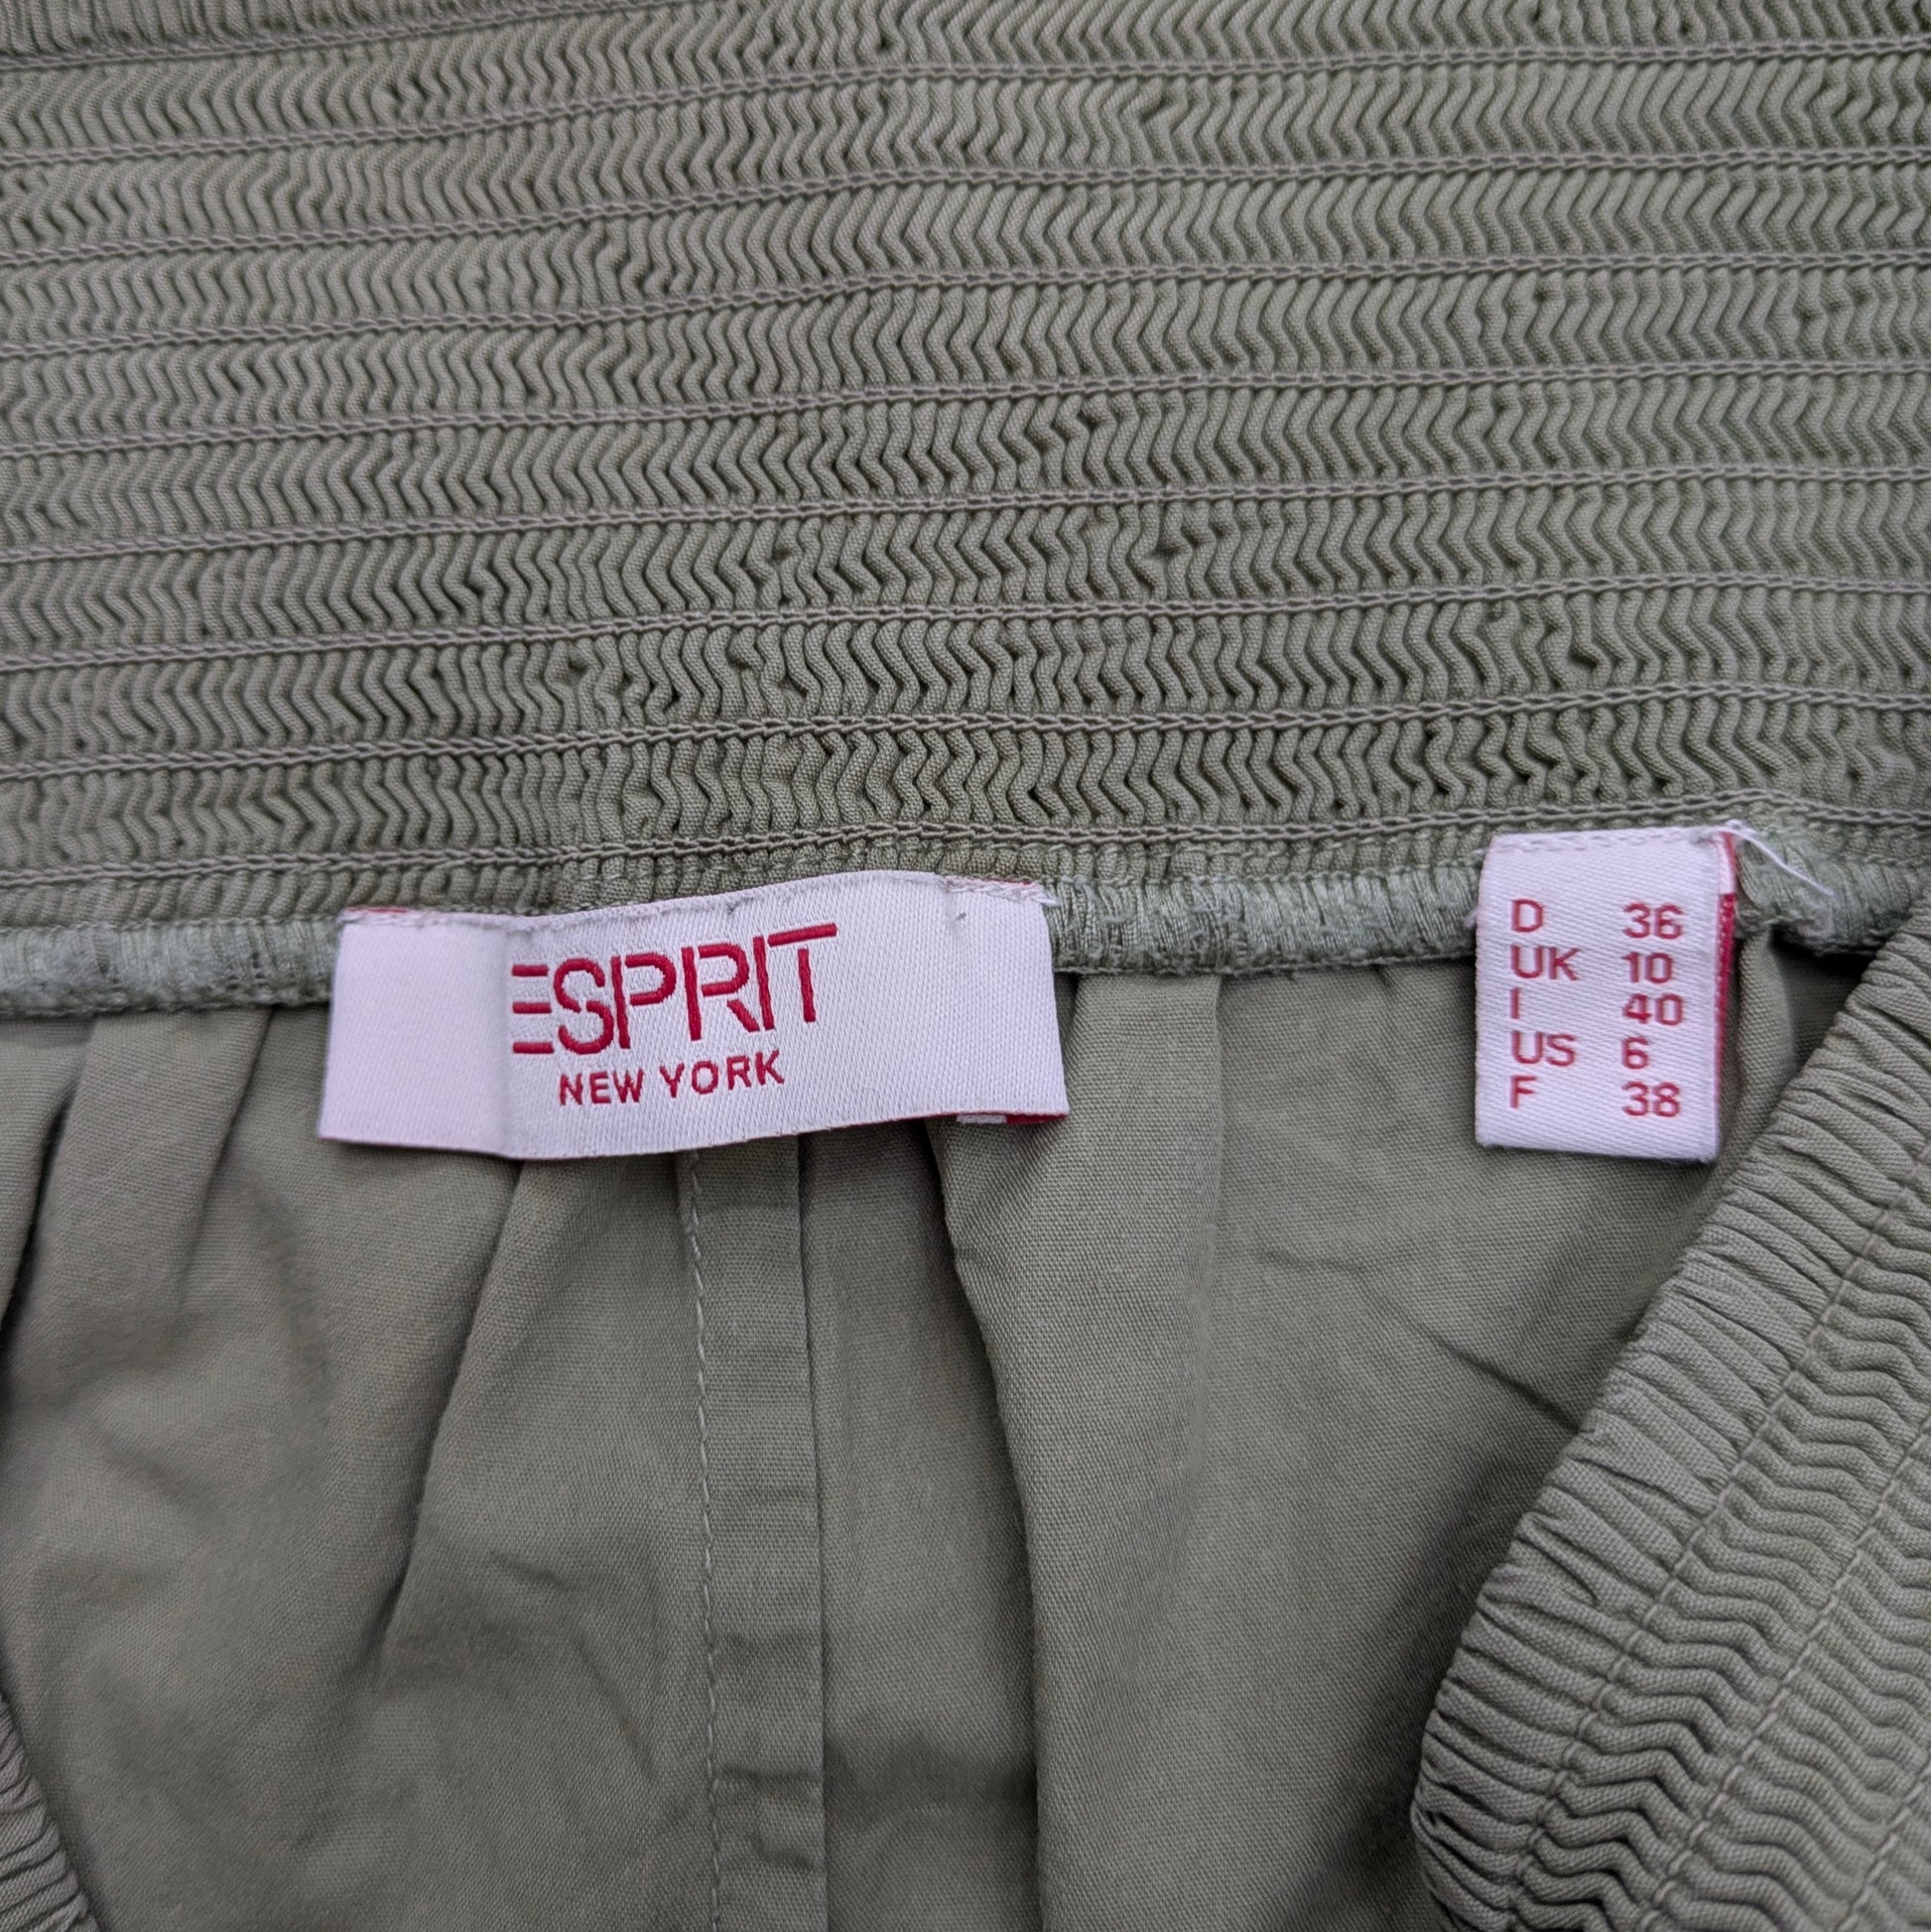 ESPRIT
NEW YORK
D 36
UK 10
I 40
US 6
F 38